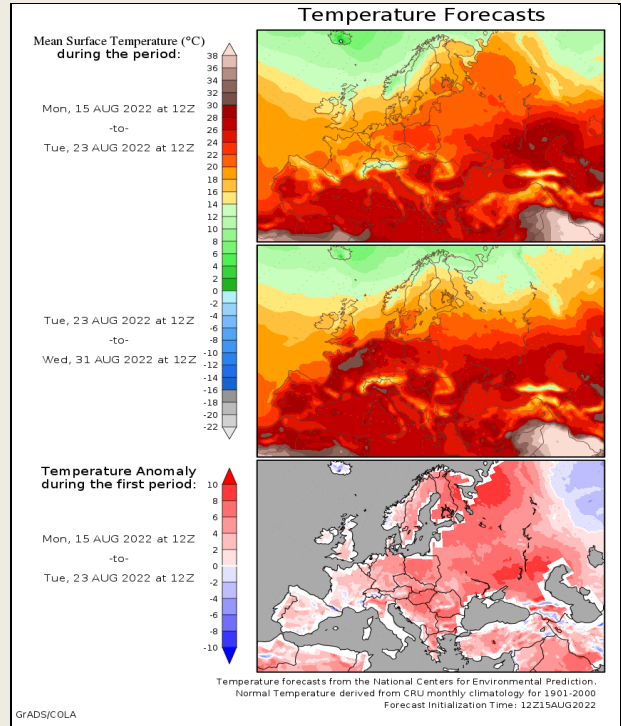 Temperature Forecasts
Mean Surface Temperature (°C)
during the period:
Mon, 15 AUG 2022 at 12Z
-to-
Tue, 23 AUG 2022 at 12Z
38
36
34
32
30
28
26
24
22
20
18
16
14
12
10
8
6
4
2
0
-2
-4
-6
-8
-10
-12
-14
-16
-18
-20
-22
Tue, 23 AUG 2022 at 12Z
-to-
Wed, 31 AUG 2022 at 12Z
Temperature Anomaly
during the first period:
Mon, 15 AUG 2022 at 12Z
-to-
Tue, 23 AUG 2022 at 12Z
10
8
6
4
2
0
-2
-4
-6
-8
-10
Temperature forecasts from the National Centers for Environmental Prediction.
Normal Temperature derived from CRU monthly climatology for 1901-2000
Forecast Initialization Time: 12Z15AUG2022
GrADS/COLA